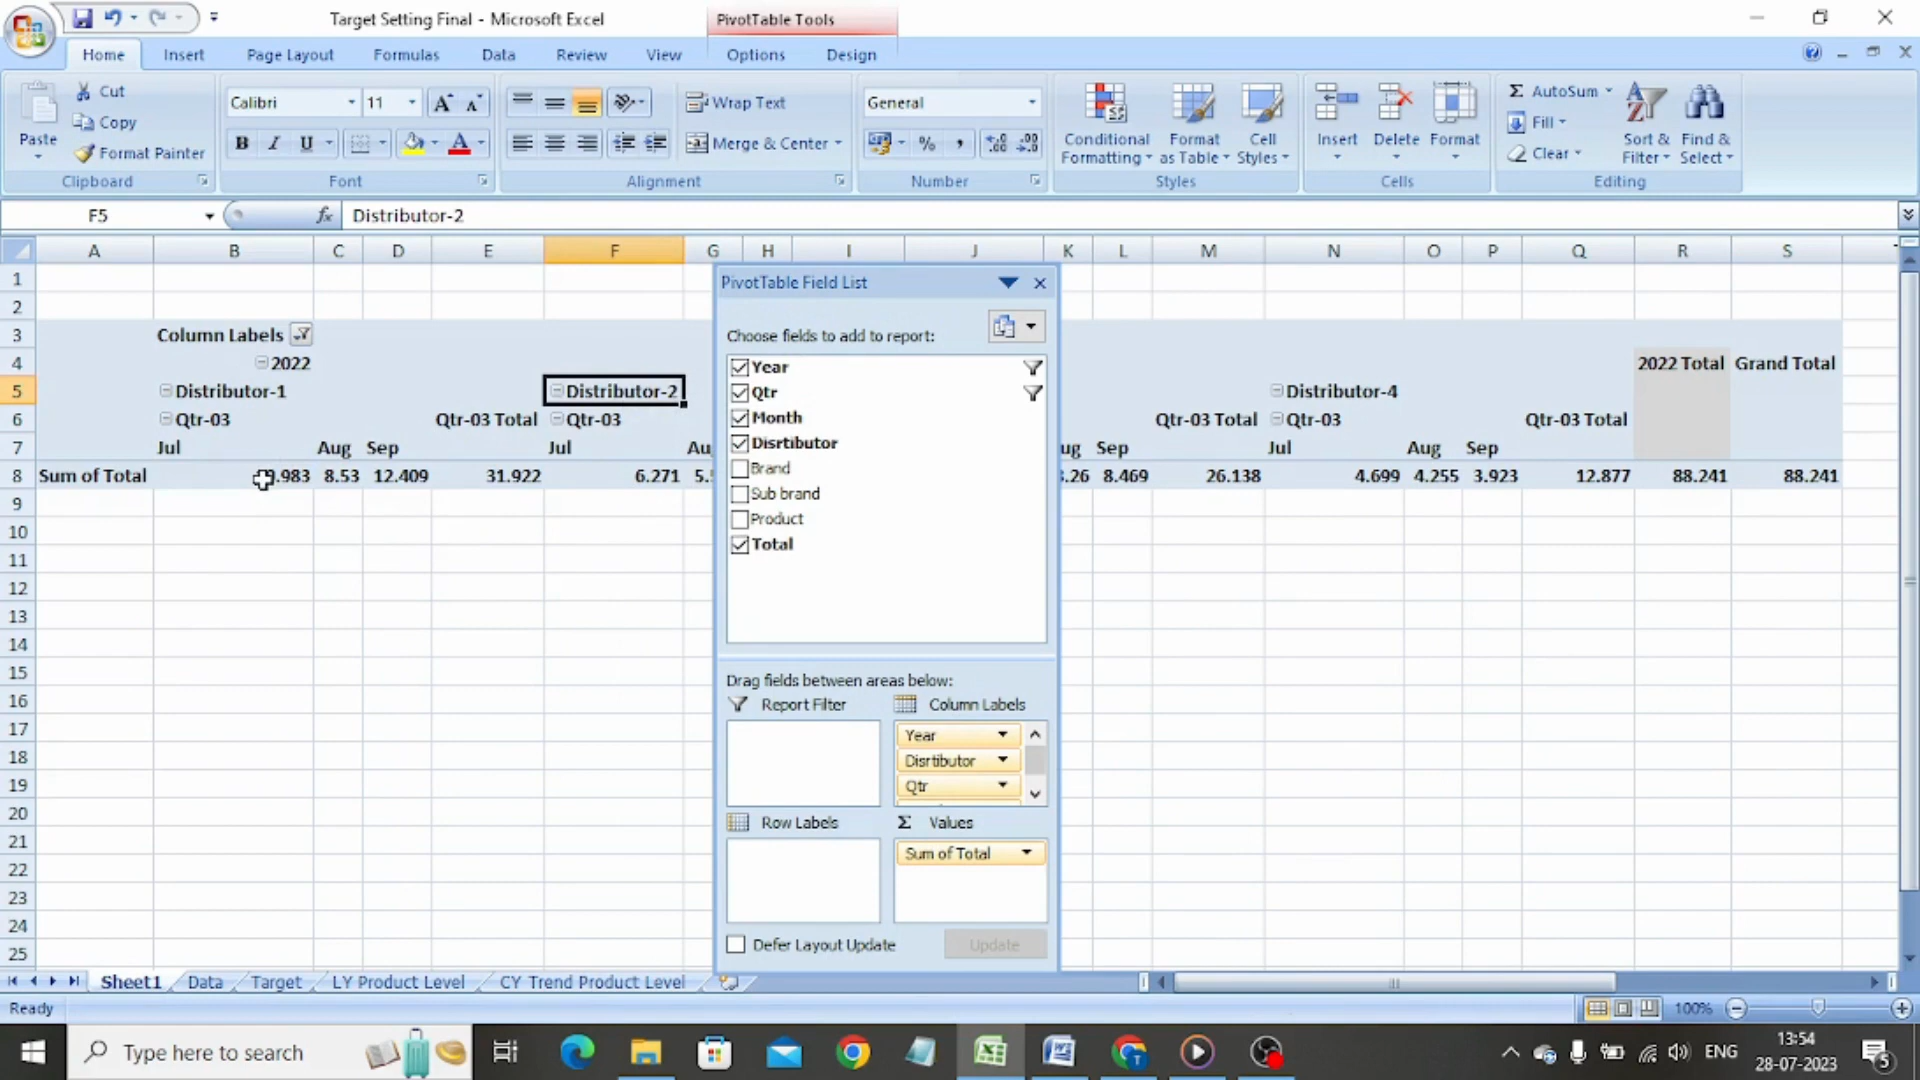 Target Setting Final - Microsoft Excel
PivotTable Tools
Home Insert Page Layout Formulas Data Review View Options Design
Paste
Cut
Copy
Format Painter
Clipboard
Calibri 11
B I U
Font
Wrap Text
Merge & Center
Alignment
General
%
Number
Conditional Formatting
Format as Table
Cell Styles
Styles
Insert Delete Format
Cells
Σ AutoSum
Fill
Clear
Sort & Filter
Find & Select
Editing
F5 fx Distributor-2
A B C D E F G H I J K L M N O P Q R S
1
2
3 Column Labels
4 2022 2022 Total Grand Total
5 Distributor-1 Distributor-2 Distributor-4
6 Qtr-03 Qtr-03 Total Qtr-03 Qtr-03 Total Qtr-03 Qtr-03 Total
7 Jul Aug Sep Jul Sep Jul Aug Sep
8 Sum of Total 8.53 12.409 31.922 6.271 8.469 26.138 4.699 4.255 3.923 12.877 88.241 88.241
9
10
11
12
13
14
15
16
17
18
19
20
21
22
23
24
25
PivotTable Field List
Choose fields to add to report:
Year
Qtr
Month
Disrtibutor
Brand
Sub brand
Product
Total
Drag fields between areas below:
Report Filter Column Labels
Year
Disrtibutor
Qtr
Row Labels Σ Values
Sum of Total
Defer Layout Update Update
Sheet1 Data Target LY Product Level CY Trend Product Level
Ready 100%
Type here to search
ENG
13:54
28-07-2023
5